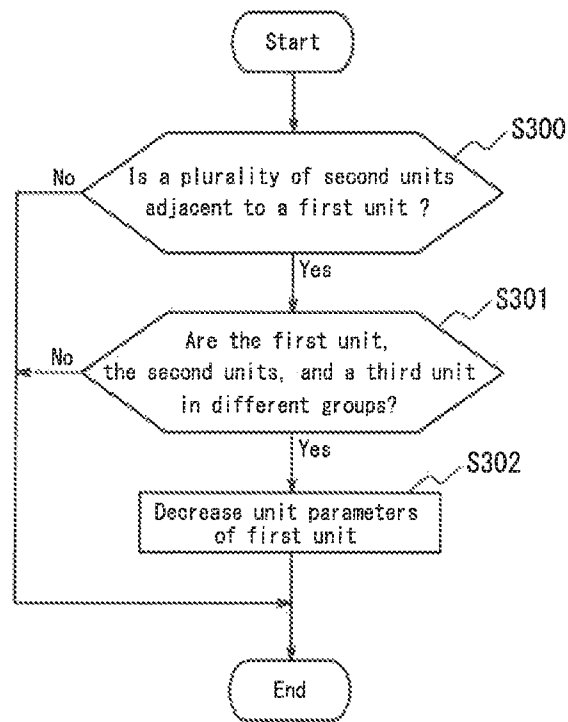 Start
S300
No
Is a plurality of second units
adjacent to a first unit ?
Yes
S301
No
Are the first unit,
the second units, and a third unit
in different groups?
Yes
S302
Decrease unit parameters
of first unit
End